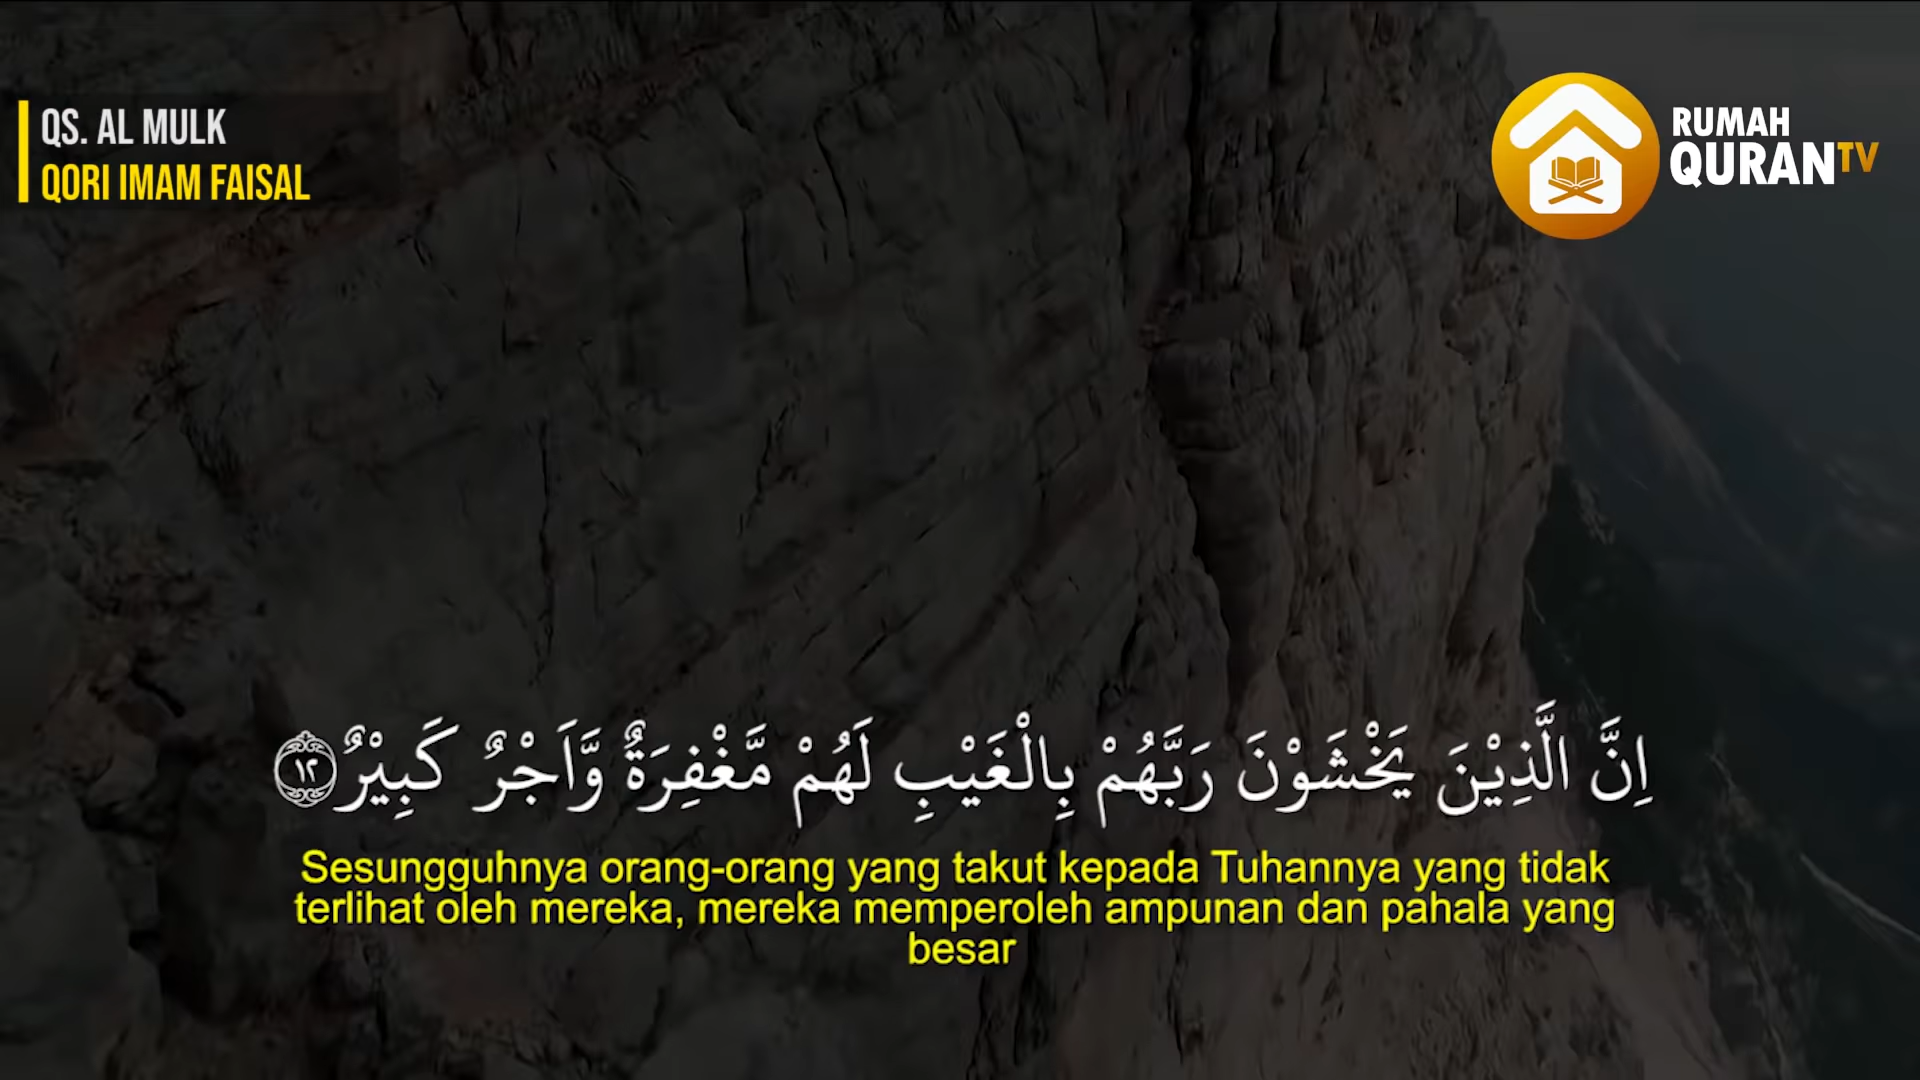 QS. AL MULK
QORI IMAM FAISAL
RUMAH
QURANTV
اِنَّ الَّذِيْنَ يَخْشَوْنَ رَبَّهُمْ بِالْغَيْبِ لَهُمْ مَّغْفِرَةٌ وَّاَجْرٌ كَبِيْرٌ ١٢
Sesungguhnya orang-orang yang takut kepada Tuhannya yang tidak
terlihat oleh mereka, mereka memperoleh ampunan dan pahala yang
besar